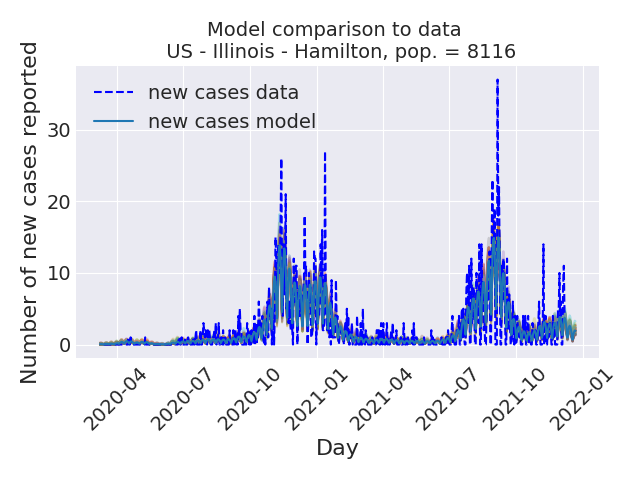 Model comparison to data
US - Illinois - Hamilton, pop. = 8116
Number of new cases reported
new cases data
new cases model
30
20
10
0
2020-04
2020-07
2020-10
2021-01
2021-04
2021-07
2021-10
2022-01
Day